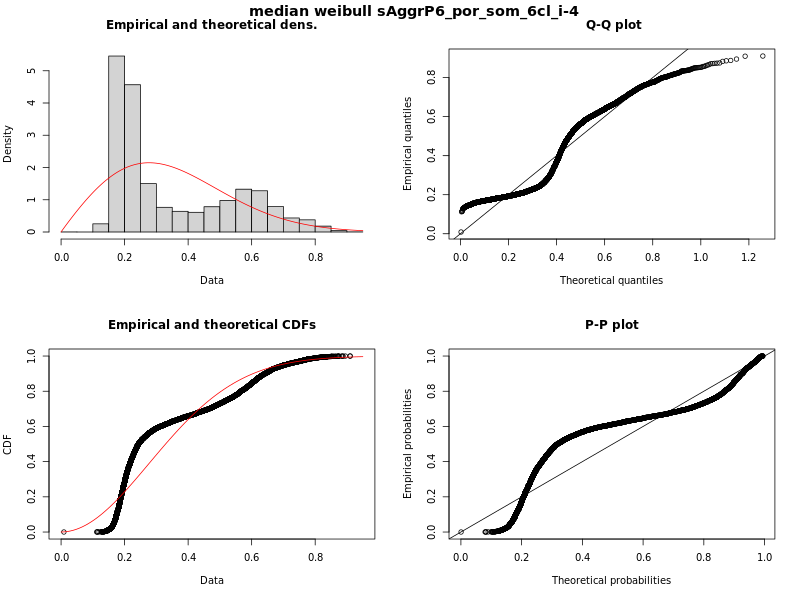 median weibull sAggrP6_por_som_6cl_i-4
Empirical and theoretical dens.
Density
0 1 2 3 4 5
0.0 0.2 0.4 0.6 0.8
Data
Q-Q plot
Empirical quantiles
0.0 0.2 0.4 0.6 0.8
0.0 0.2 0.4 0.6 0.8 1.0 1.2
Theoretical quantiles
Empirical and theoretical CDFs
CDF
0.0 0.2 0.4 0.6 0.8 1.0
0.0 0.2 0.4 0.6 0.8
Data
P-P plot
Empirical probabilities
0.0 0.2 0.4 0.6 0.8 1.0
0.0 0.2 0.4 0.6 0.8 1.0
Theoretical probabilities